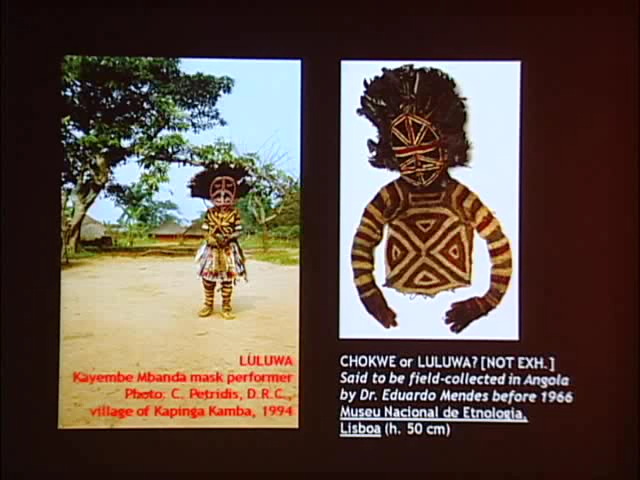 LULUWA
Kayembe Mbanda mask performer
Photo: C. Petridis, D.R.C.,
village of Kapinga Kamba, 1994
CHOKWE or LULUWA? [NOT EXH.]
Said to be field-collected in Angola
by Dr. Eduardo Mendes before 1966
Museu Nacional de Etnologia,
Lisboa (h. 50 cm)